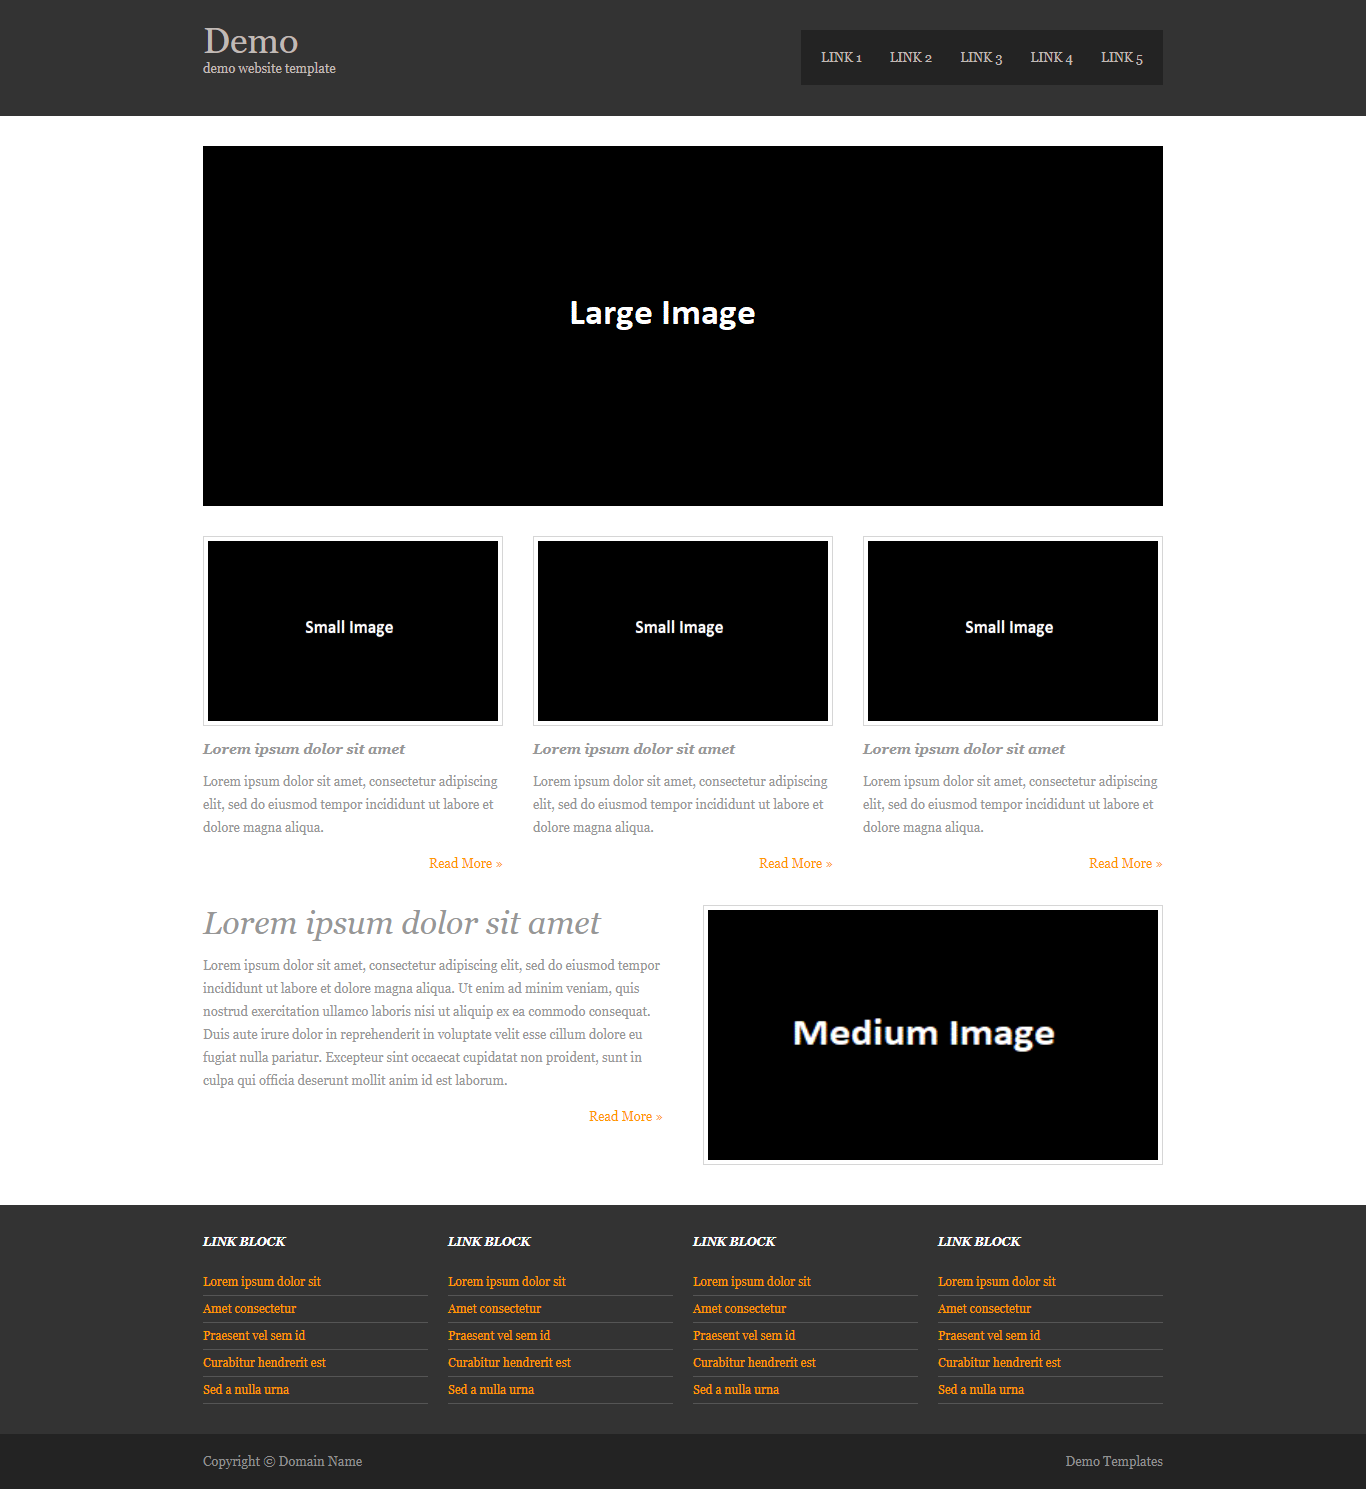 Demo
demo website template
LINK 1 LINK 2 LINK 3 LINK 4 LINK 5
Large Image
Small Image
Small Image
Small Image
Lorem ipsum dolor sit amet
Lorem ipsum dolor sit amet, consectetur adipiscing
elit, sed do eiusmod tempor incididunt ut labore et
dolore magna aliqua.
Read More »
Lorem ipsum dolor sit amet
Lorem ipsum dolor sit amet, consectetur adipiscing
elit, sed do eiusmod tempor incididunt ut labore et
dolore magna aliqua.
Read More »
Lorem ipsum dolor sit amet
Lorem ipsum dolor sit amet, consectetur adipiscing
elit, sed do eiusmod tempor incididunt ut labore et
dolore magna aliqua.
Read More »
Lorem ipsum dolor sit amet
Lorem ipsum dolor sit amet, consectetur adipiscing elit, sed do eiusmod tempor
incididunt ut labore et dolore magna aliqua. Ut enim ad minim veniam, quis
nostrud exercitation ullamco laboris nisi ut aliquip ex ea commodo consequat.
Duis aute irure dolor in reprehenderit in voluptate velit esse cillum dolore eu
fugiat nulla pariatur. Excepteur sint occaecat cupidatat non proident, sunt in
culpa qui officia deserunt mollit anim id est laborum.
Read More »
Medium Image
LINK BLOCK
Lorem ipsum dolor sit
Amet consectetur
Praesent vel sem id
Curabitur hendrerit est
Sed a nulla urna
LINK BLOCK
Lorem ipsum dolor sit
Amet consectetur
Praesent vel sem id
Curabitur hendrerit est
Sed a nulla urna
LINK BLOCK
Lorem ipsum dolor sit
Amet consectetur
Praesent vel sem id
Curabitur hendrerit est
Sed a nulla urna
LINK BLOCK
Lorem ipsum dolor sit
Amet consectetur
Praesent vel sem id
Curabitur hendrerit est
Sed a nulla urna
Copyright © Domain Name
Demo Templates